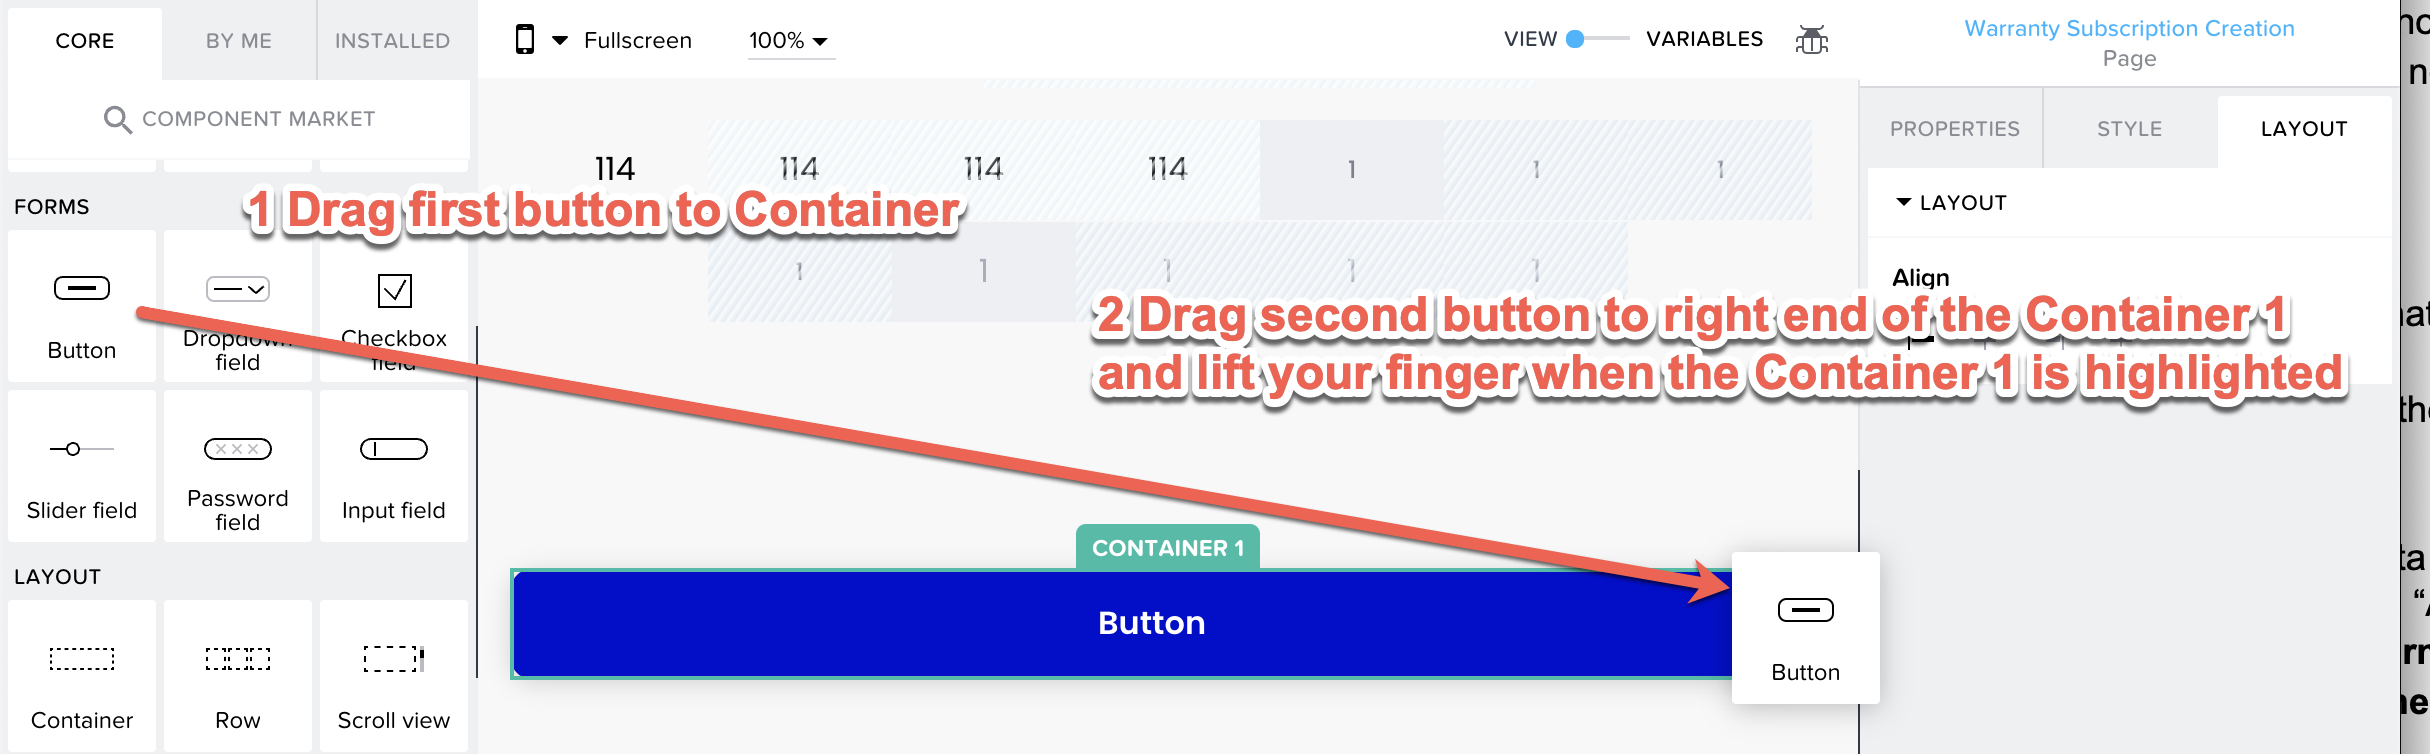 CORE
BY ME
INSTALLED
Fullscreen
100%
VIEW
VARIABLES
Warranty Subscription Creation
Page
COMPONENT MARKET
PROPERTIES
STYLE
LAYOUT
114
114
114
114
1
1
1
LAYOUT
FORMS
1 Drag first button to Container
1
1
1
1
1
Align
2 Drag second button to right end of the Container 1
and lift your finger when the Container 1 is highlighted
Button
Dropdown
field
Checkbox
field
Slider field
Password
field
Input field
CONTAINER 1
LAYOUT
Button
Button
Container
Row
Scroll view